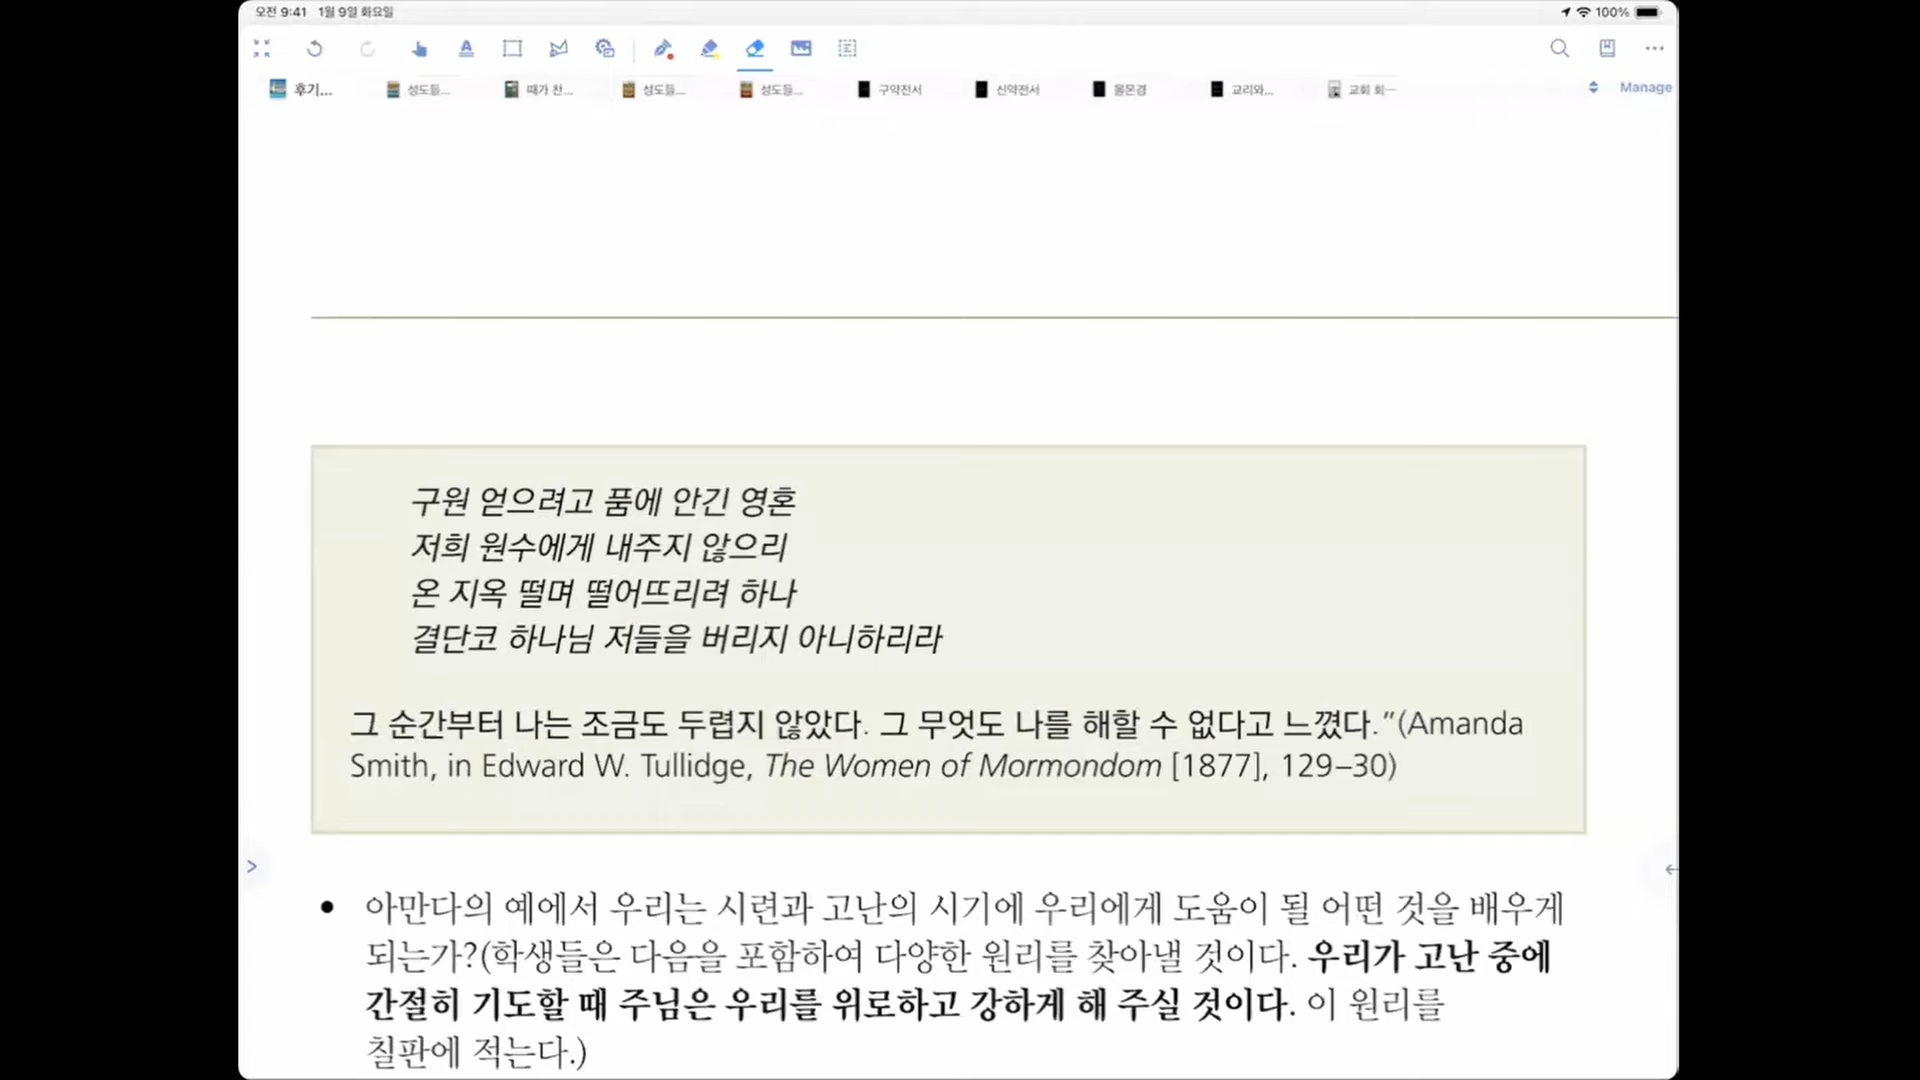 오전 9:41 1월 9일 화요일
100%
후기... 성도들... 때가 찬... 성도들... 성도들... 구약전서 신약전서 몰몬경 교리와... 교회 회... Manage
구원 얻으려고 품에 안긴 영혼
저희 원수에게 내주지 않으리
온 지옥 떨며 떨어뜨리려 하나
결단코 하나님 저들을 버리지 아니하리라
그 순간부터 나는 조금도 두렵지 않았다. 그 무엇도 나를 해할 수 없다고 느꼈다.”(Amanda
Smith, in Edward W. Tullidge, The Women of Mormondom [1877], 129–30)
• 아만다의 예에서 우리는 시련과 고난의 시기에 우리에게 도움이 될 어떤 것을 배우게
되는가?(학생들은 다음을 포함하여 다양한 원리를 찾아낼 것이다. 우리가 고난 중에
간절히 기도할 때 주님은 우리를 위로하고 강하게 해 주실 것이다. 이 원리를
칠판에 적는다.)